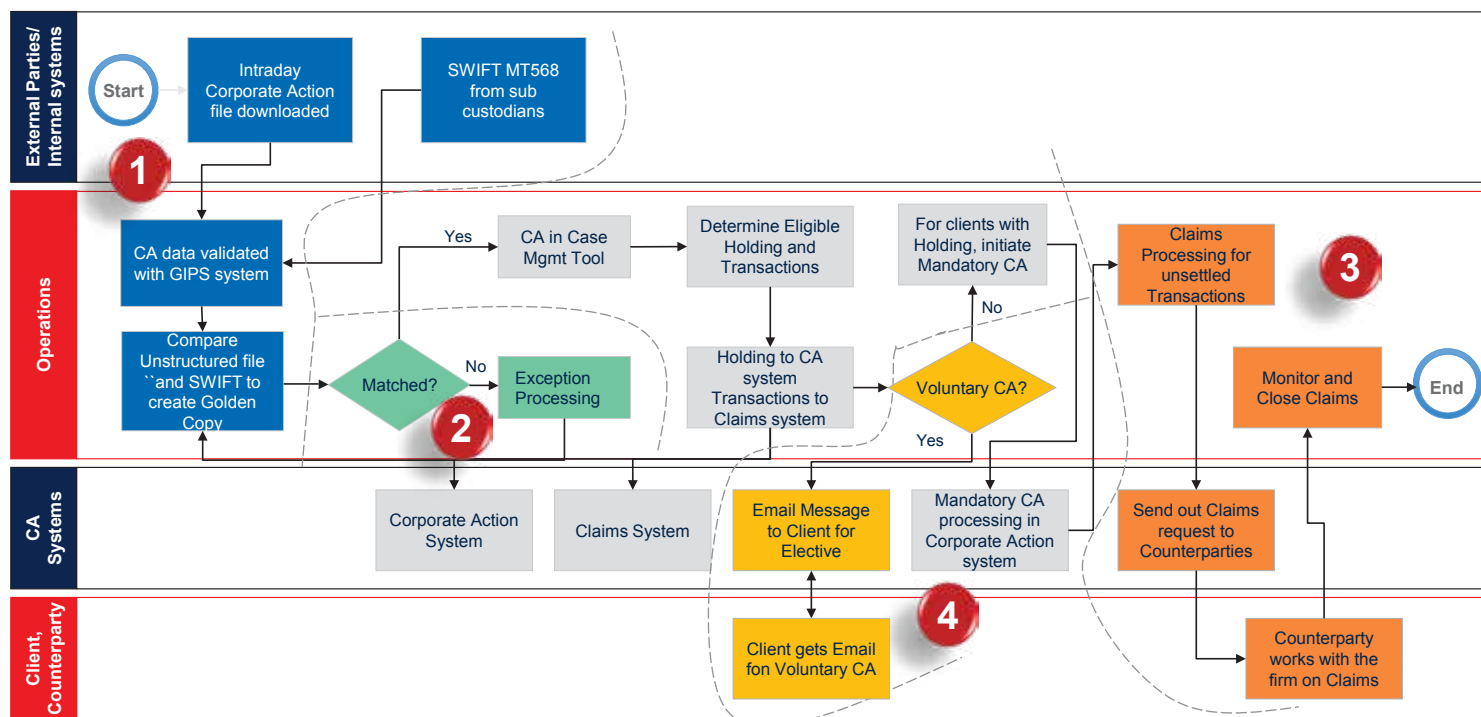 External Parties/
Internal systems
Start
Intraday
Corporate Action
file downloaded
SWIFT MT568
from sub
custodians
1
Operations
CA data validated
with GIPS system
Compare
Unstructured file
``and SWIFT to
create Golden
Copy
Matched?
Yes
No
2
CA in Case
Mgmt Tool
Exception
Processing
Determine Eligible
Holding and
Transactions
Holding to CA
system
Transactions to
Claims system
For clients with
Holding, initiate
Mandatory CA
No
Voluntary CA?
Yes
Claims
Processing for
unsettled
Transactions
3
Monitor and
Close Claims
End
CA
Systems
Corporate Action
System
Claims System
Email Message
to Client for
Elective
Mandatory CA
processing in
Corporate Action
system
Send out Claims
request to
Counterparties
Client,
Counterparty
Client gets Email
fon Voluntary CA
4
Counterparty
works with the
firm on Claims